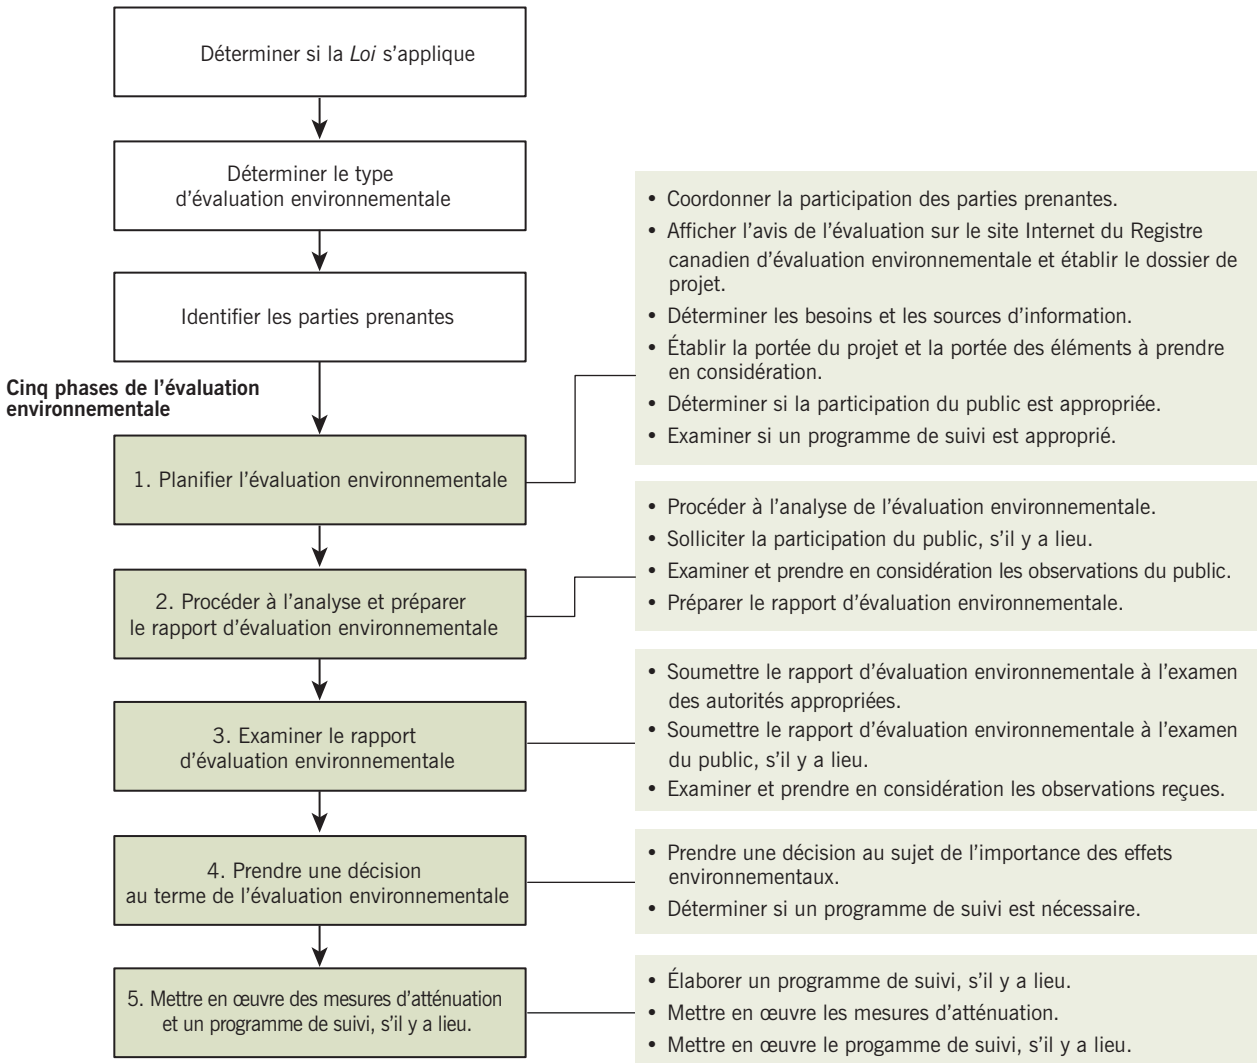 Déterminer si la Loi s’applique
Déterminer le type
d’évaluation environnementale
Identifier les parties prenantes
Cinq phases de l’évaluation
environnementale
1. Planifier l’évaluation environnementale
• Coordonner la participation des parties prenantes.
• Afficher l’avis de l’évaluation sur le site Internet du Registre
canadien d’évaluation environnementale et établir le dossier de
projet.
• Déterminer les besoins et les sources d’information.
• Établir la portée du projet et la portée des éléments à prendre
en considération.
• Déterminer si la participation du public est appropriée.
• Examiner si un programme de suivi est approprié.
2. Procéder à l’analyse et préparer
le rapport d’évaluation environnementale
• Procéder à l’analyse de l’évaluation environnementale.
• Solliciter la participation du public, s’il y a lieu.
• Examiner et prendre en considération les observations du public.
• Préparer le rapport d’évaluation environnementale.
3. Examiner le rapport
d’évaluation environnementale
• Soumettre le rapport d’évaluation environnementale à l’examen
des autorités appropriées.
• Soumettre le rapport d’évaluation environnementale à l’examen
du public, s’il y a lieu.
• Examiner et prendre en considération les observations reçues.
4. Prendre une décision
au terme de l’évaluation environnementale
• Prendre une décision au sujet de l’importance des effets
environnementaux.
• Déterminer si un programme de suivi est nécessaire.
5. Mettre en œuvre des mesures d’atténuation
et un programme de suivi, s’il y a lieu.
• Élaborer un programme de suivi, s’il y a lieu.
• Mettre en œuvre les mesures d’atténuation.
• Mettre en œuvre le progamme de suivi, s’il y a lieu.